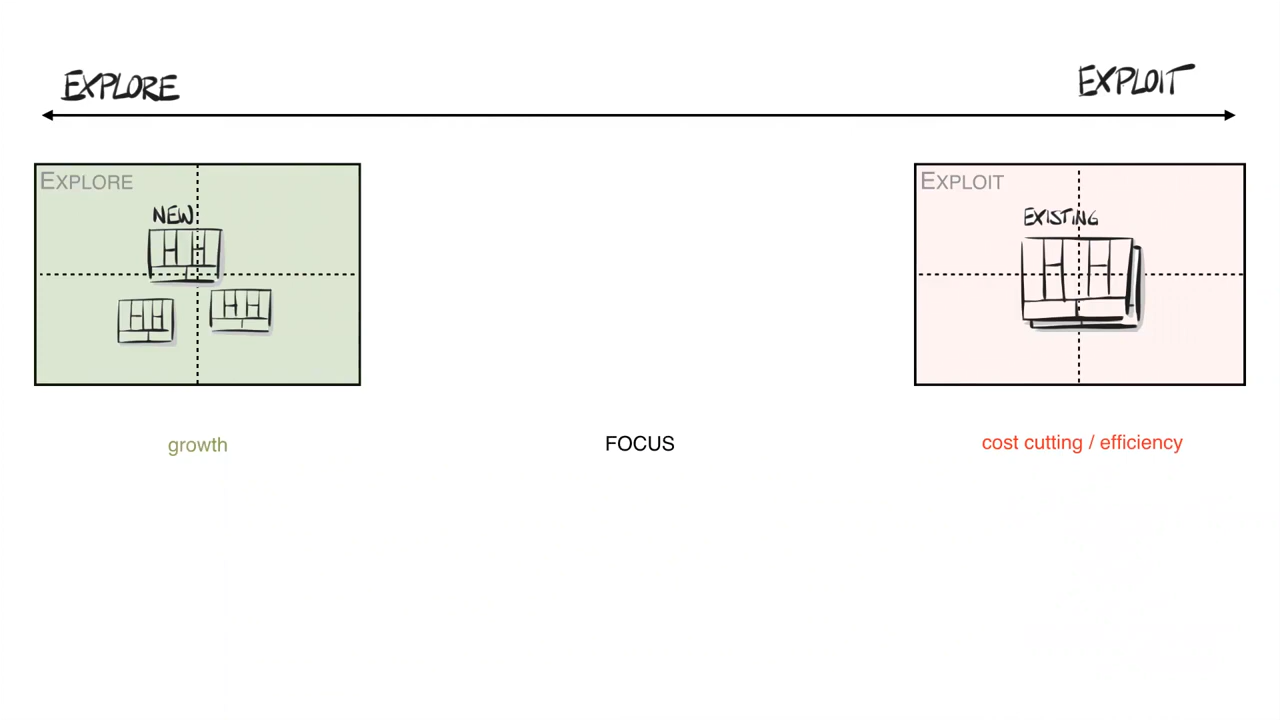 EXPLORE
EXPLOIT
EXPLORE
NEW
EXPLOIT
EXISTING
growth
FOCUS
cost cutting / efficiency